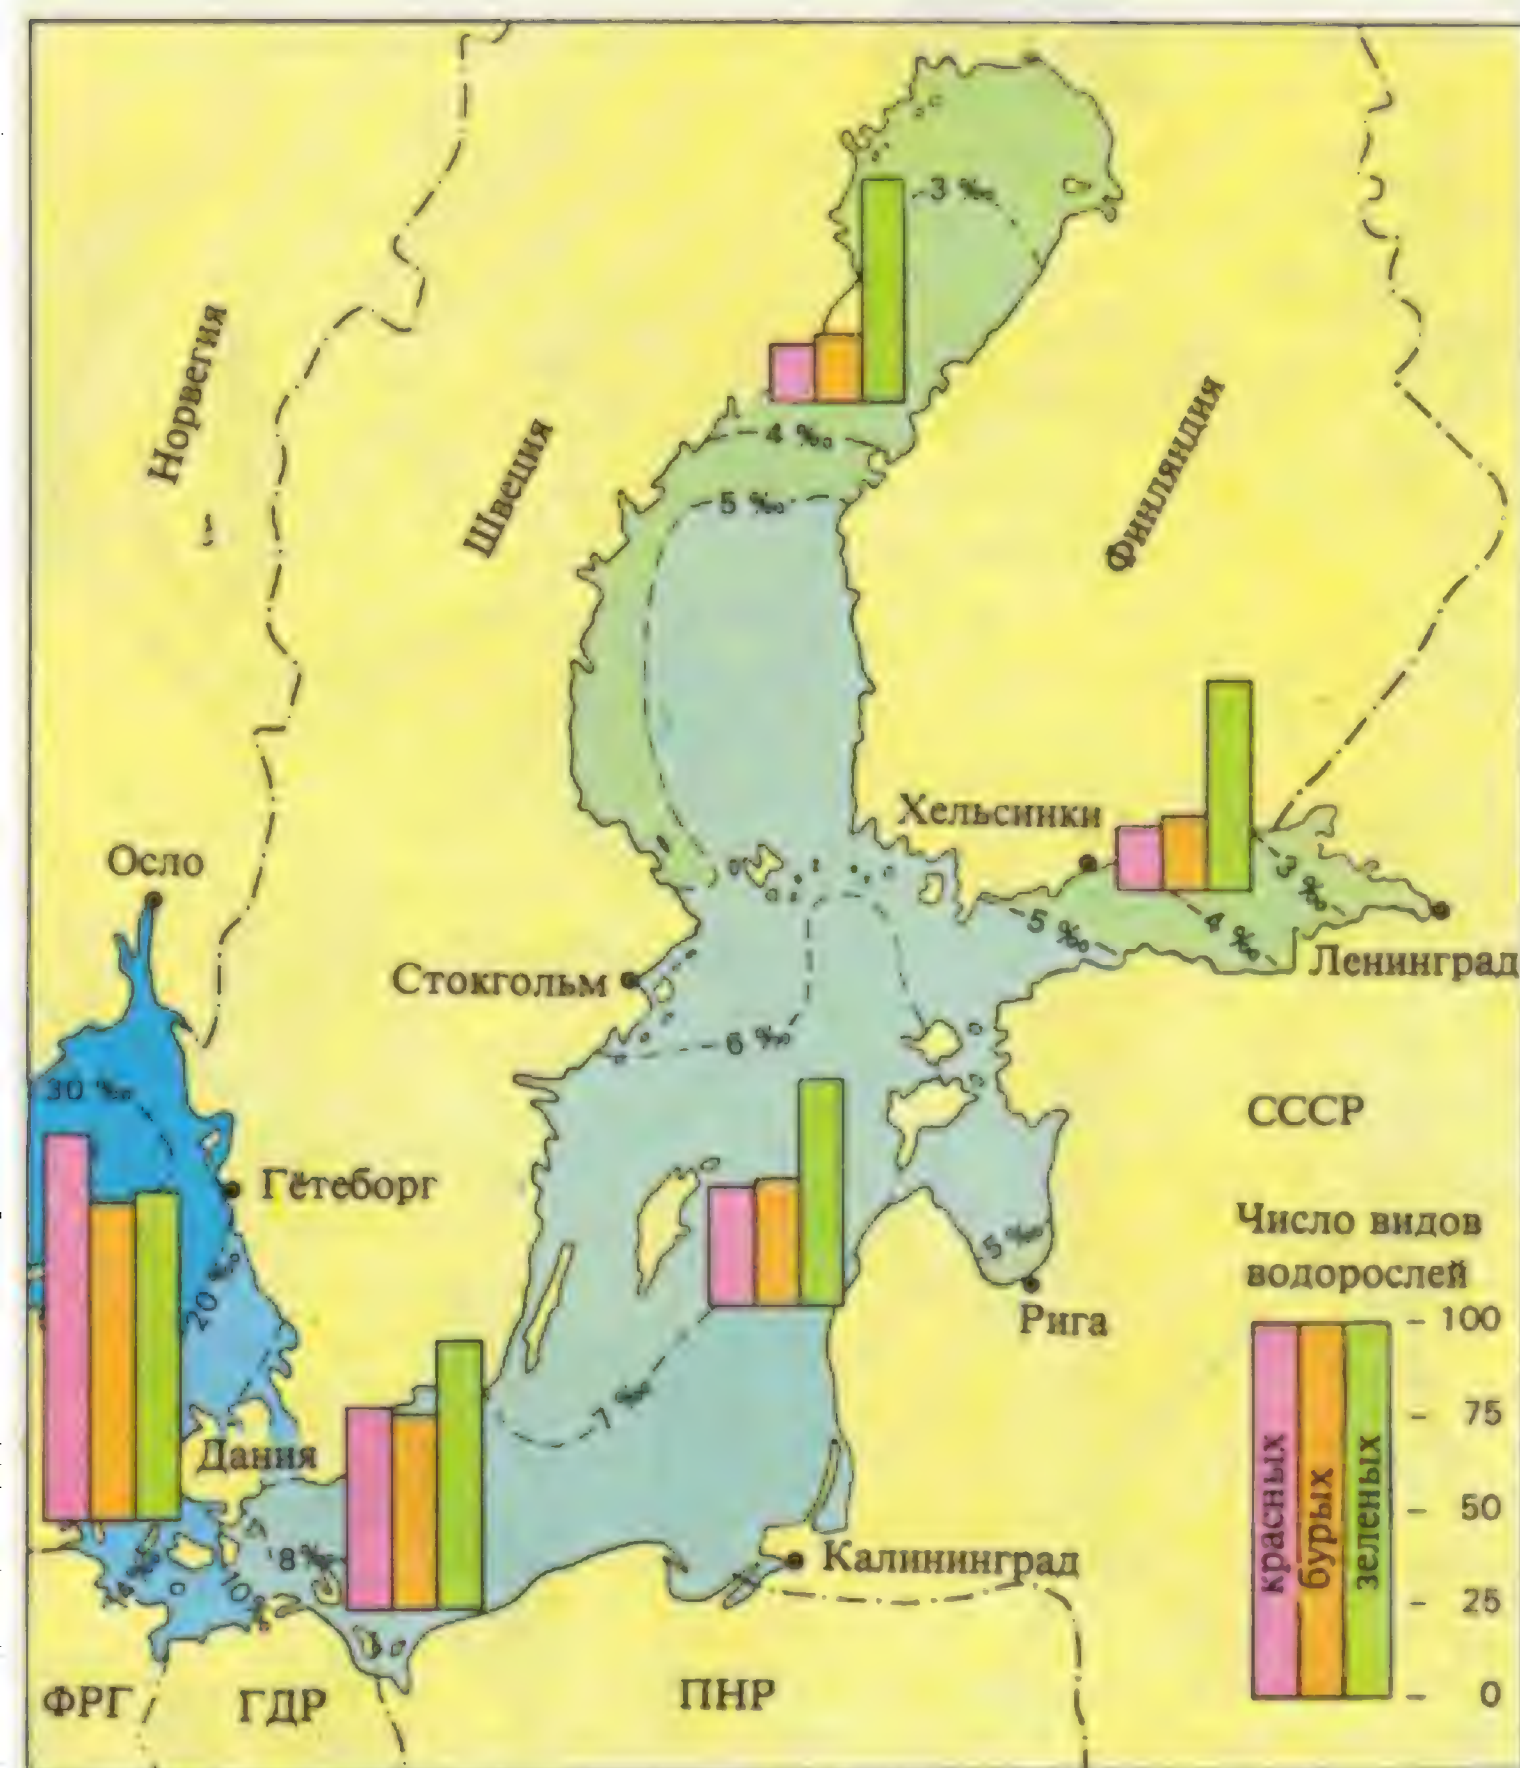 3 ‰
Норвегия
Швеция
4 ‰
Финляндия
5 ‰
Хельсинки
3 ‰
Осло
5 ‰
4 ‰
Ленинград
Стокгольм
6 ‰
30 ‰
СССР
Гётеборг
Число видов
водорослей
5 ‰
20 ‰
Рига
100
75
50
25
0
красных
бурых
зеленых
7 ‰
Дания
8 ‰
10
Калининград
ФРГ
ГДР
ПНР